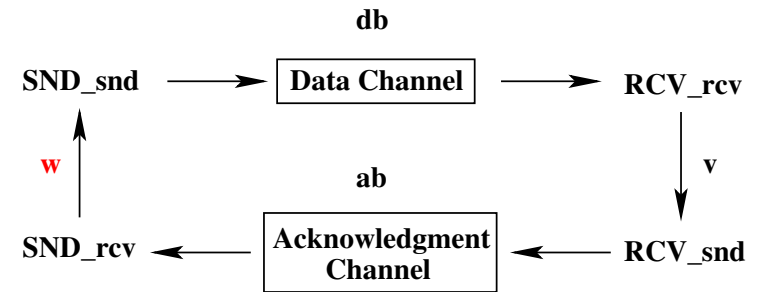 db
SND_snd
Data Channel
RCV_rcv
w
v
ab
SND_rcv
Acknowledgment
Channel
RCV_snd